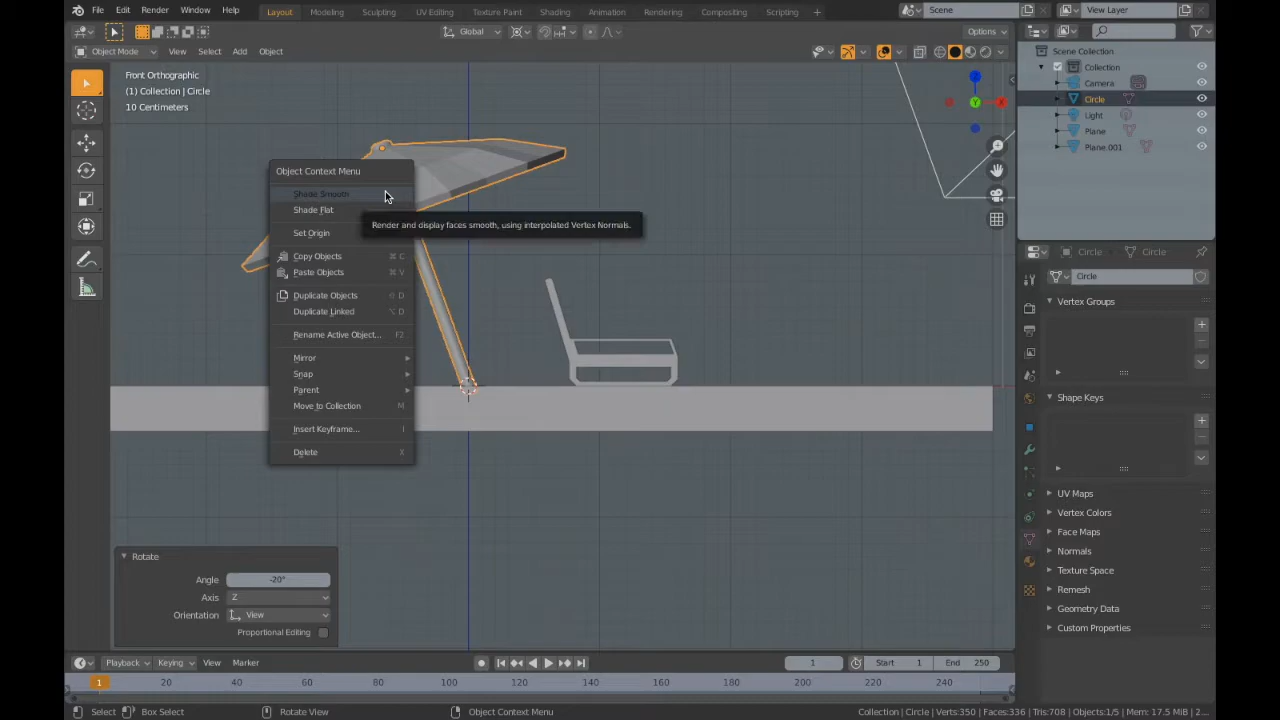 File Edit Render Window Help Layout Modeling Sculpting UV Editing Texture Paint Shading Animation Rendering Compositing Scripting + Scene View Layer
Global Options
Object Mode View Select Add Object
Scene Collection
Collection
Camera
Circle
Light
Plane
Plane.001
Front Orthographic
(1) Collection | Circle
10 Centimeters
Z
Y
X
Object Context Menu
Shade Smooth
Shade Flat
Set Origin
Copy Objects ⌘ C
Paste Objects ⌘ V
Duplicate Objects ⇧ D
Duplicate Linked ⌥ D
Rename Active Object... F2
Mirror
Snap
Parent
Move to Collection M
Insert Keyframe... I
Delete X
Render and display faces smooth, using interpolated Vertex Normals.
Circle Circle
Circle
Vertex Groups
Shape Keys
UV Maps
Vertex Colors
Face Maps
Normals
Texture Space
Remesh
Geometry Data
Custom Properties
Rotate
Angle -20°
Axis Z
Orientation View
Proportional Editing
Playback Keying View Marker 1 Start 1 End 250
1 20 40 60 80 100 120 140 160 180 200 220 240
Select Box Select Rotate View Object Context Menu Collection | Circle | Verts:350 | Faces:336 | Tris:708 | Objects:1/5 | Mem: 17.5 MiB | 2...